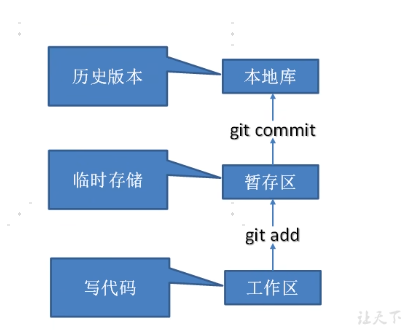 历史版本
本地库
git commit
临时存储
暂存区
git add
写代码
工作区
让天下